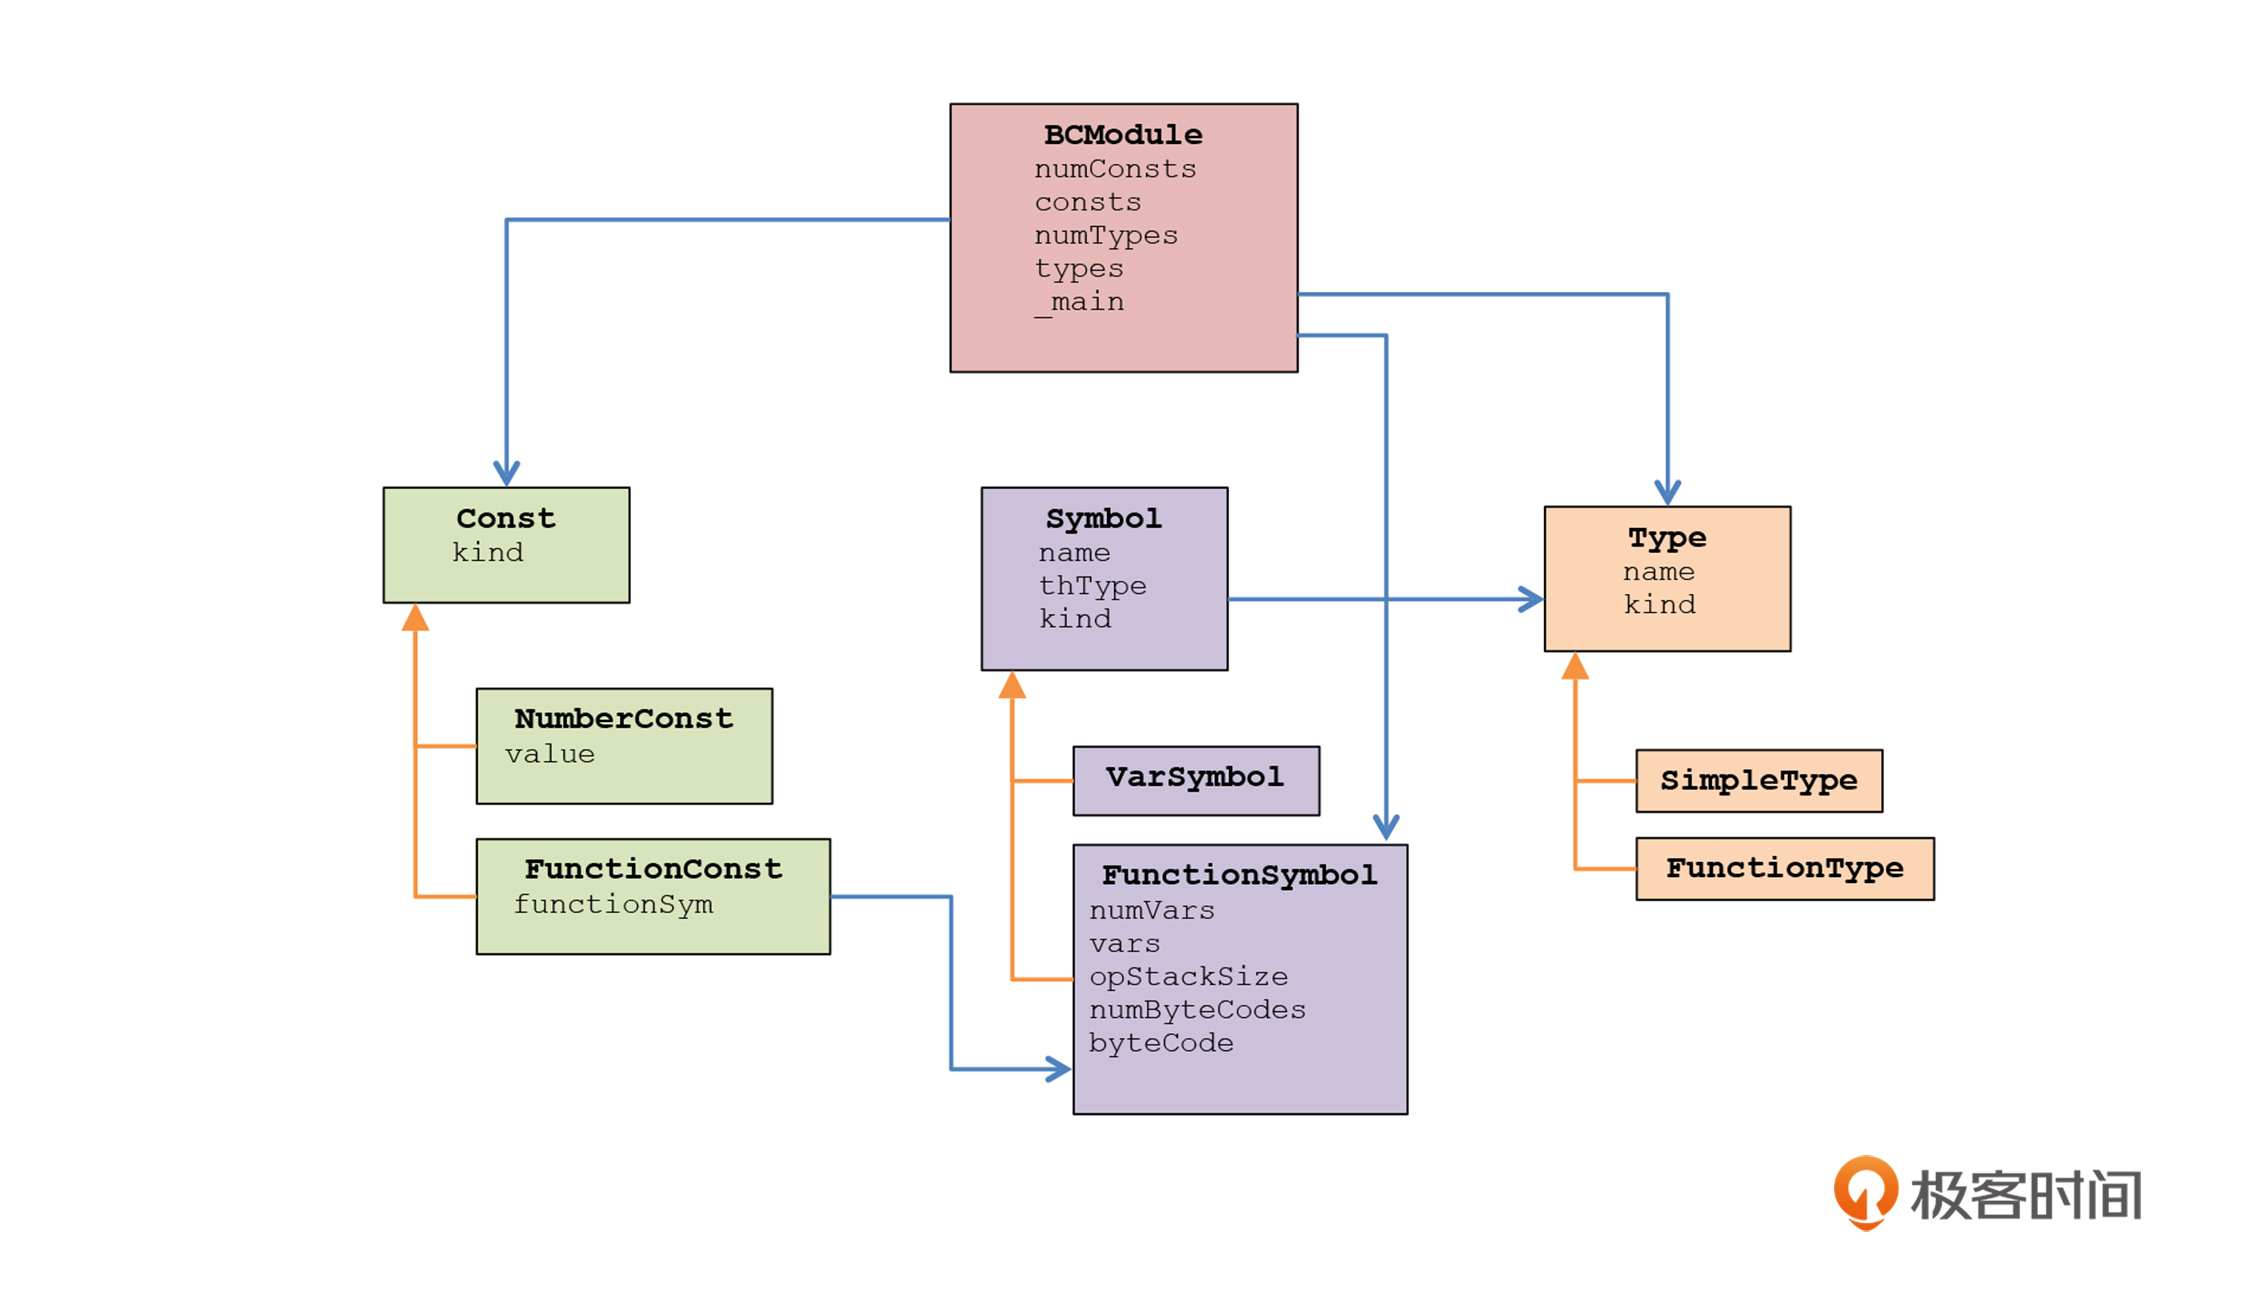 BCModule
numConsts
consts
numTypes
types
_main
Const
kind
NumberConst
value
FunctionConst
functionSym
Symbol
name
thType
kind
VarSymbol
FunctionSymbol
numVars
vars
opStackSize
numByteCodes
byteCode
Type
name
kind
SimpleType
FunctionType
极客时间